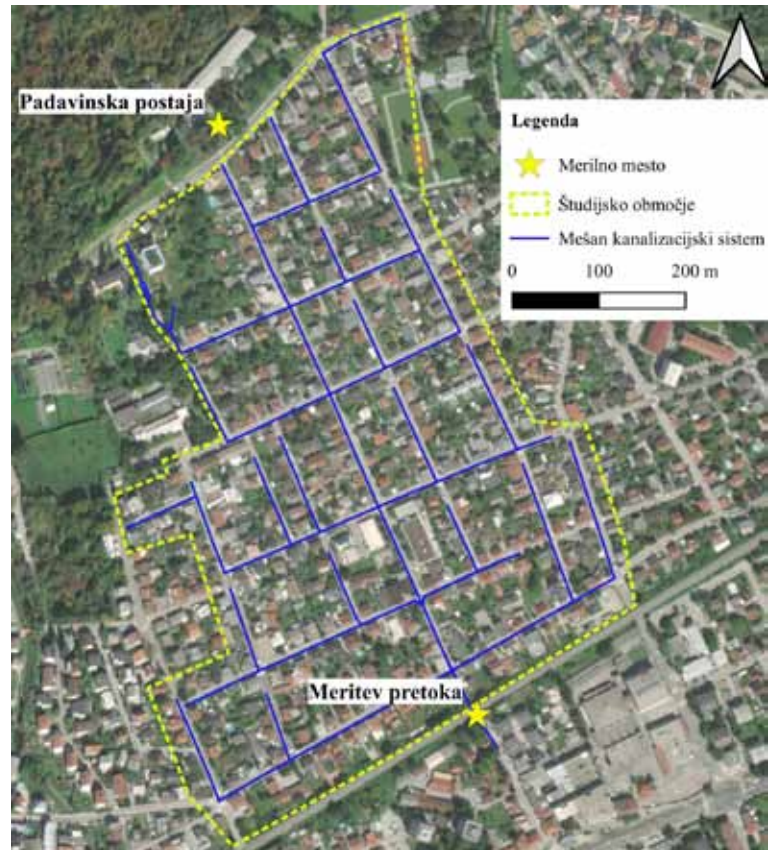 Padavinska postaja
Legenda
Merilno mesto
Študijsko območje
Mešan kanalizacijski sistem
0 100 200 m
Meritev pretoka